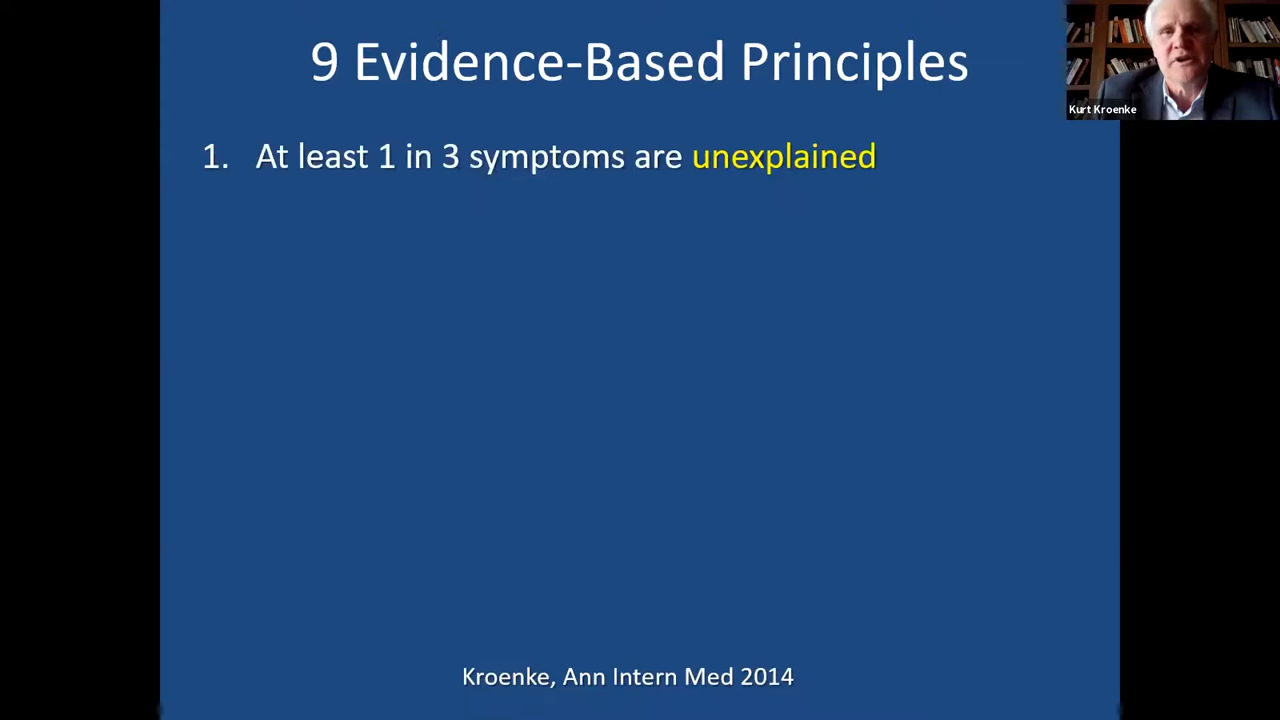 9 Evidence-Based Principles
Kurt Kroenke
1. At least 1 in 3 symptoms are unexplained
Kroenke, Ann Intern Med 2014